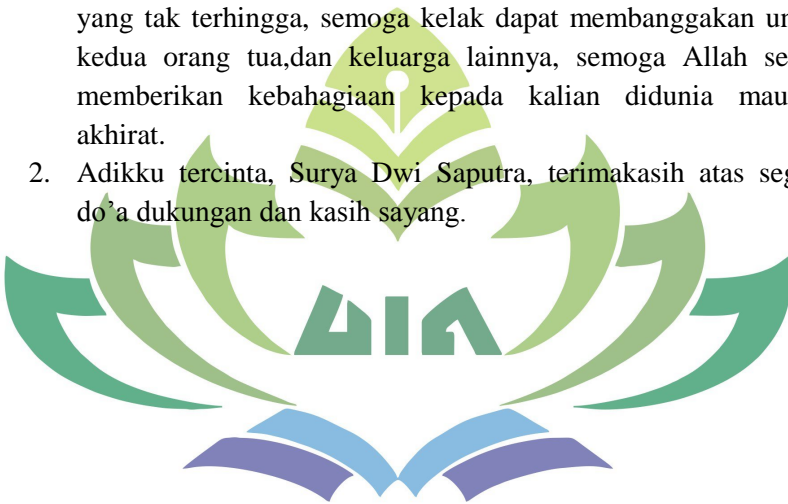 yang tak terhingga, semoga kelak dapat membanggakan
kedua orang tua,dan keluarga lainnya, semoga Allah
memberikan kebahagiaan kepada kalian didunia
akhirat.
2. Adikku tercinta, Surya Dwi Saputra, terimakasih atas
do’a dukungan dan kasih sayang.